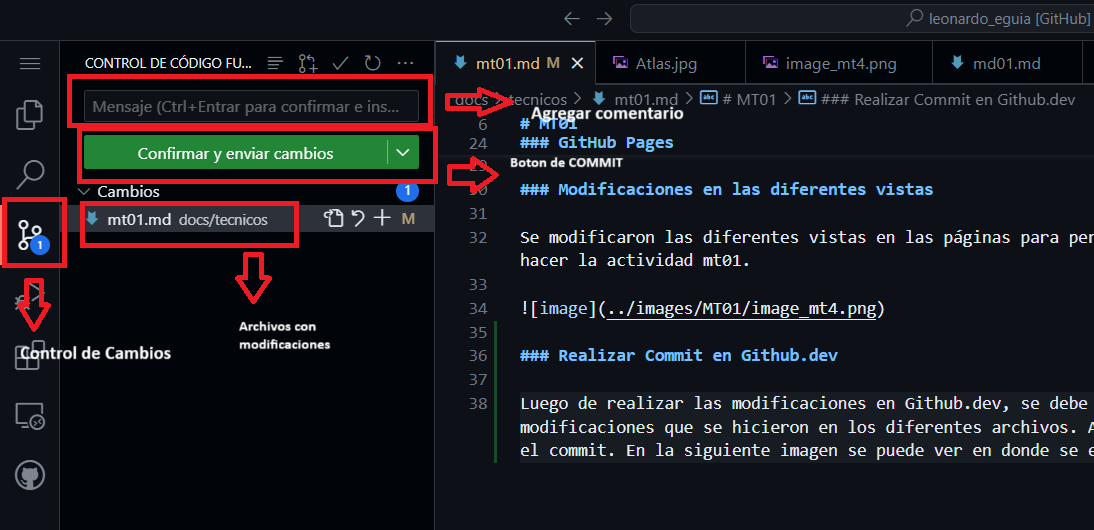 leonardo_eguia [GitHub]
CONTROL DE CÓDIGO FU...
mt01.md M
Atlas.jpg
image_mt4.png
md01.md
Mensaje (Ctrl+Entrar para confirmar e ins...
docs > tecnicos > mt01.md > # MT01 > ### Realizar Commit en Github.dev
Agregar comentario
6 # MT01
24 ### GitHub Pages
Confirmar y enviar cambios
Boton de COMMIT
29
Cambios 1
30 ### Modificaciones en las diferentes vistas
mt01.md docs/tecnicos M
31
1
32 Se modificaron las diferentes vistas en las páginas para per
hacer la actividad mt01.
33
34 ![image](../images/MT01/image_mt4.png)
Archivos con
modificaciones
35
Control de Cambios
36 ### Realizar Commit en Github.dev
37
38 Luego de realizar las modificaciones en Github.dev, se debe
modificaciones que se hicieron en los diferentes archivos. A
el commit. En la siguiente imagen se puede ver en donde se e